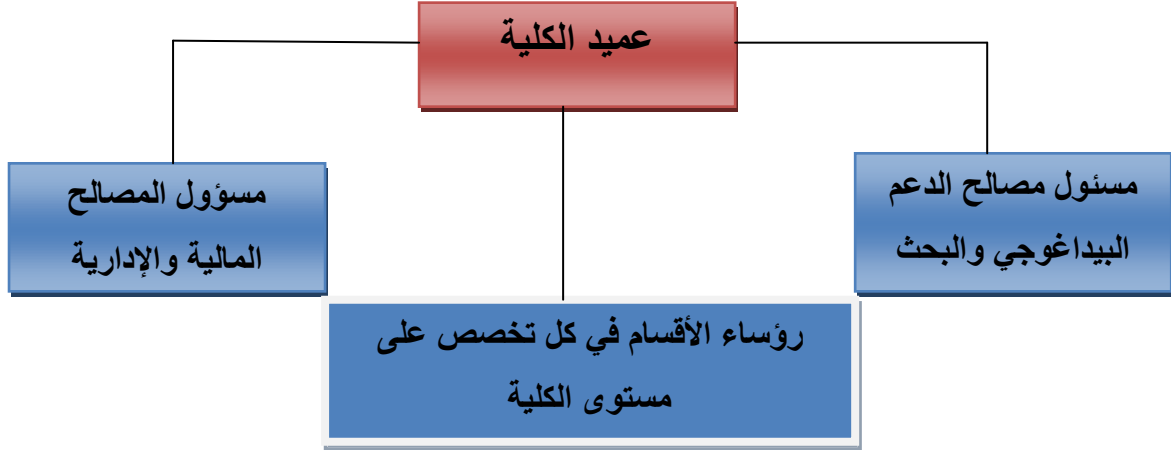 عميد الكلية
مسئول مصالح الدعم
البيداغوجي والبحث
مسؤول المصالح
المالية والإدارية
رؤساء الأقسام في كل تخصص على
مستوى الكلية